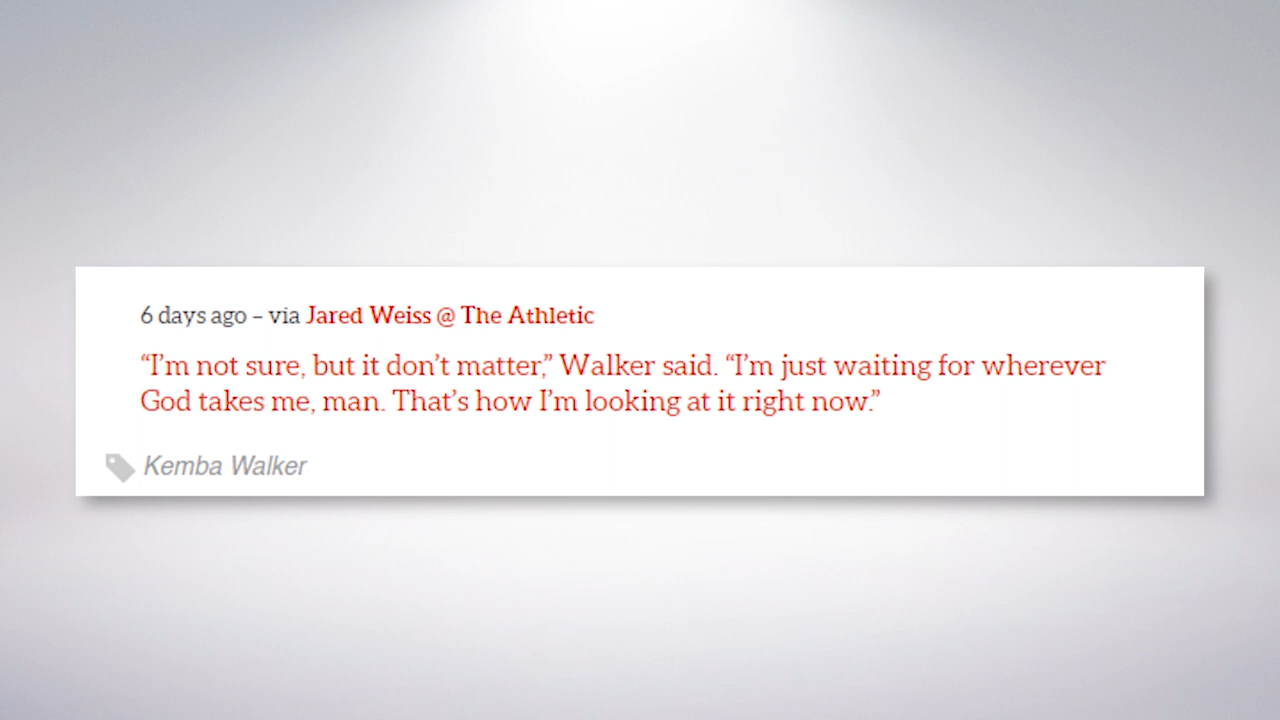 6 days ago – via Jared Weiss @ The Athletic
“I’m not sure, but it don’t matter,” Walker said. “I’m just waiting for wherever
God takes me, man. That’s how I’m looking at it right now.”
Kemba Walker